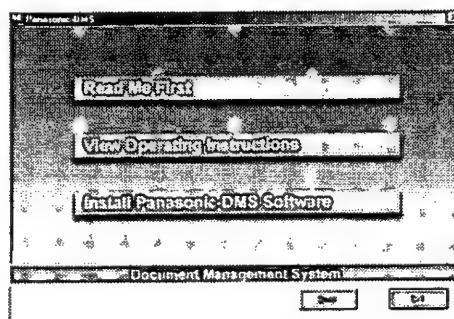 Panasonic-DMS
Read Me First
View Operating Instructions
Install Panasonic-DMS Software
Document Management System